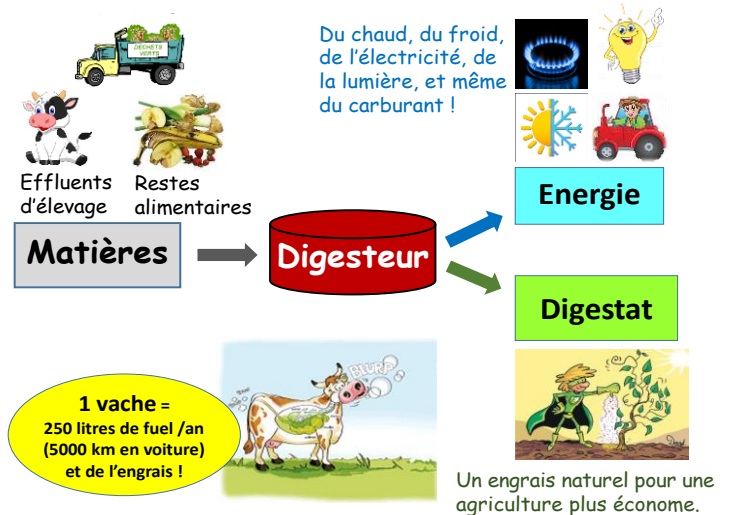 DECHETS
VERTS
Du chaud, du froid,
de l'électricité, de
la lumière, et même
du carburant !
Effluents
d'élevage
Restes
alimentaires
Matières
Digesteur
Energie
Digestat
BLURP
1 vache =
250 litres de fuel /an
(5000 km en voiture)
et de l'engrais !
Un engrais naturel pour une
agriculture plus économe.